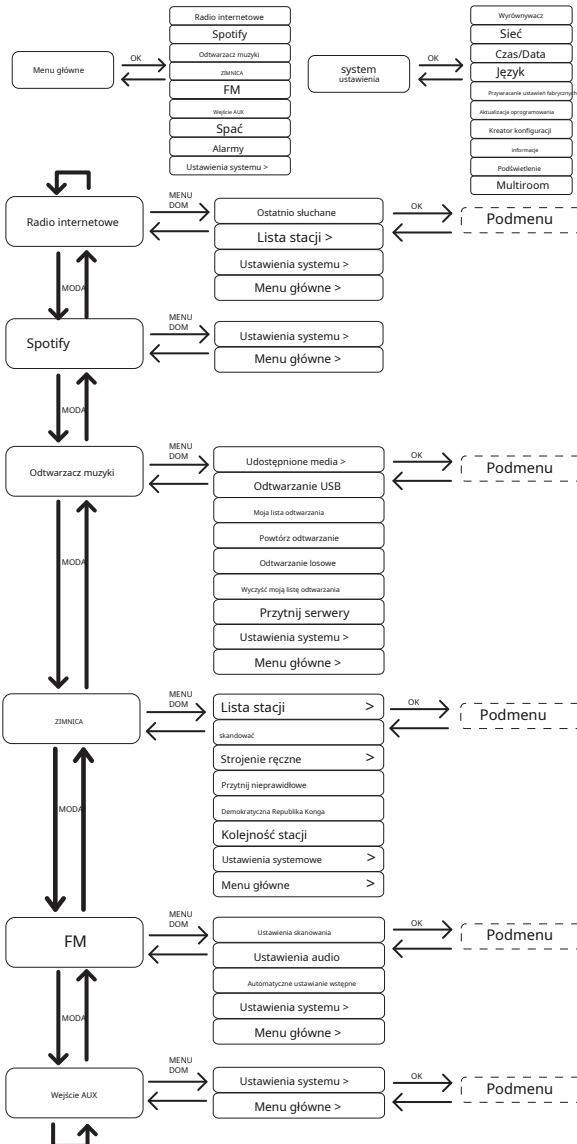 Menu główne
OK
Radio internetowe
Spotify
Odtwarzacz muzyki
ZIMNICA
FM
Wejście AUX
Spać
Alarmy
Ustawienia systemu >
system
ustawienia
OK
Wyrównywacz
Sieć
Czas/Data
Język
Przywracanie ustawień fabrycznych
Aktualizacja oprogramowania
Kreator konfiguracji
informacje
Podświetlenie
Multiroom
Radio internetowe
MENU
DOM
Ostatnio słuchane
Lista stacji >
Ustawienia systemu >
Menu główne >
OK
Podmenu
MODA
Spotify
MENU
DOM
Ustawienia systemu >
Menu główne >
MODA
Odtwarzacz muzyki
MENU
DOM
Udostępnione media >
Odtwarzanie USB
Moja lista odtwarzania
Powtórz odtwarzanie
Odtwarzanie losowe
Wyczyść moją listę odtwarzania
Przytnij serwery
Ustawienia systemu >
Menu główne >
OK
Podmenu
MODA
ZIMNICA
MENU
DOM
Lista stacji >
skandować
Strojenie ręczne >
Przytnij nieprawidłowe
Demokratyczna Republika Konga
Kolejność stacji
Ustawienia systemowe >
Menu główne >
OK
Podmenu
MODA
FM
MENU
DOM
Ustawienia skanowania
Ustawienia audio
Automatyczne ustawianie wstępne
Ustawienia systemu >
Menu główne >
OK
Podmenu
MODA
Wejście AUX
MENU
DOM
Ustawienia systemu >
Menu główne >
OK
Podmenu